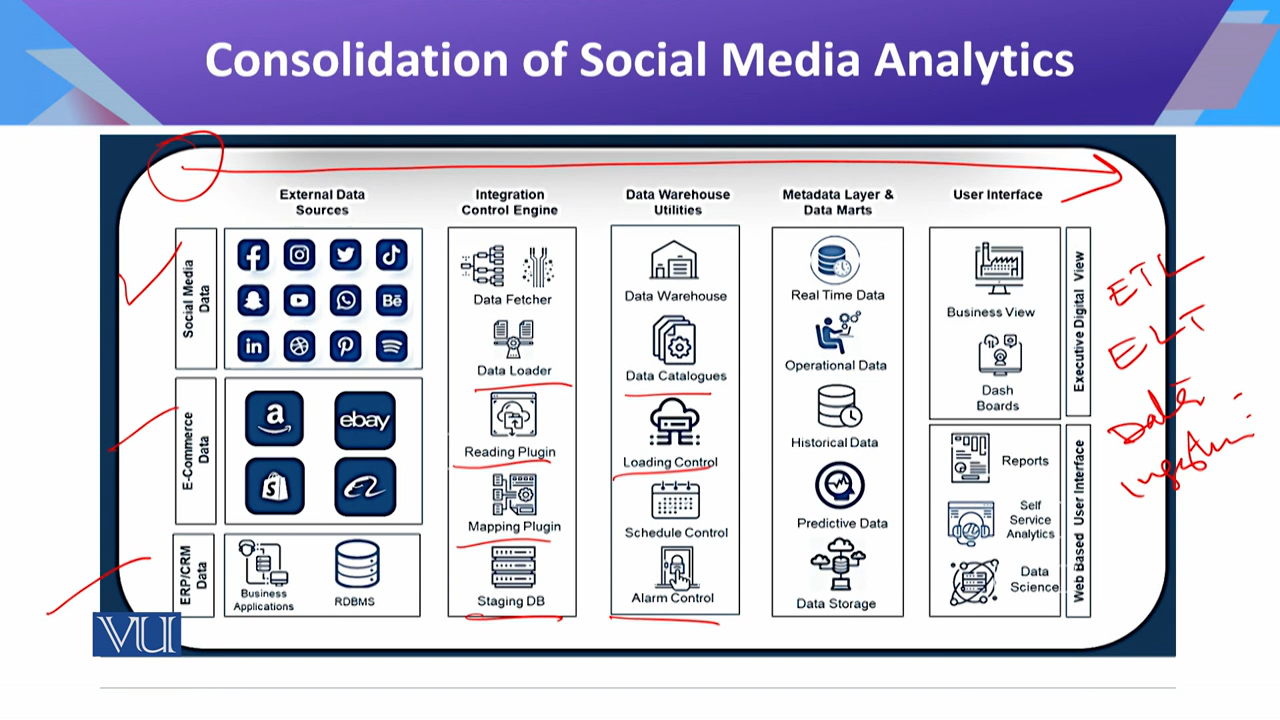 Consolidation of Social Media Analytics
External Data
Sources
Integration
Control Engine
Data Warehouse
Utilities
Metadata Layer &
Data Marts
User Interface
Social Media
Data
E-Commerce
Data
ERP/CRM
Data
f
in
Bē
a
ebay
Business
Applications
RDBMS
Data Fetcher
Data Loader
Reading Plugin
Mapping Plugin
Staging DB
Data Warehouse
Data Catalogues
Loading Control
Schedule Control
Alarm Control
Real Time Data
Operational Data
Historical Data
Predictive Data
Data Storage
Business View
Dash
Boards
Reports
Self
Service
Analytics
Data
Science
Executive Digital View
Web Based User Interface
ETL
ELT
Data
VU